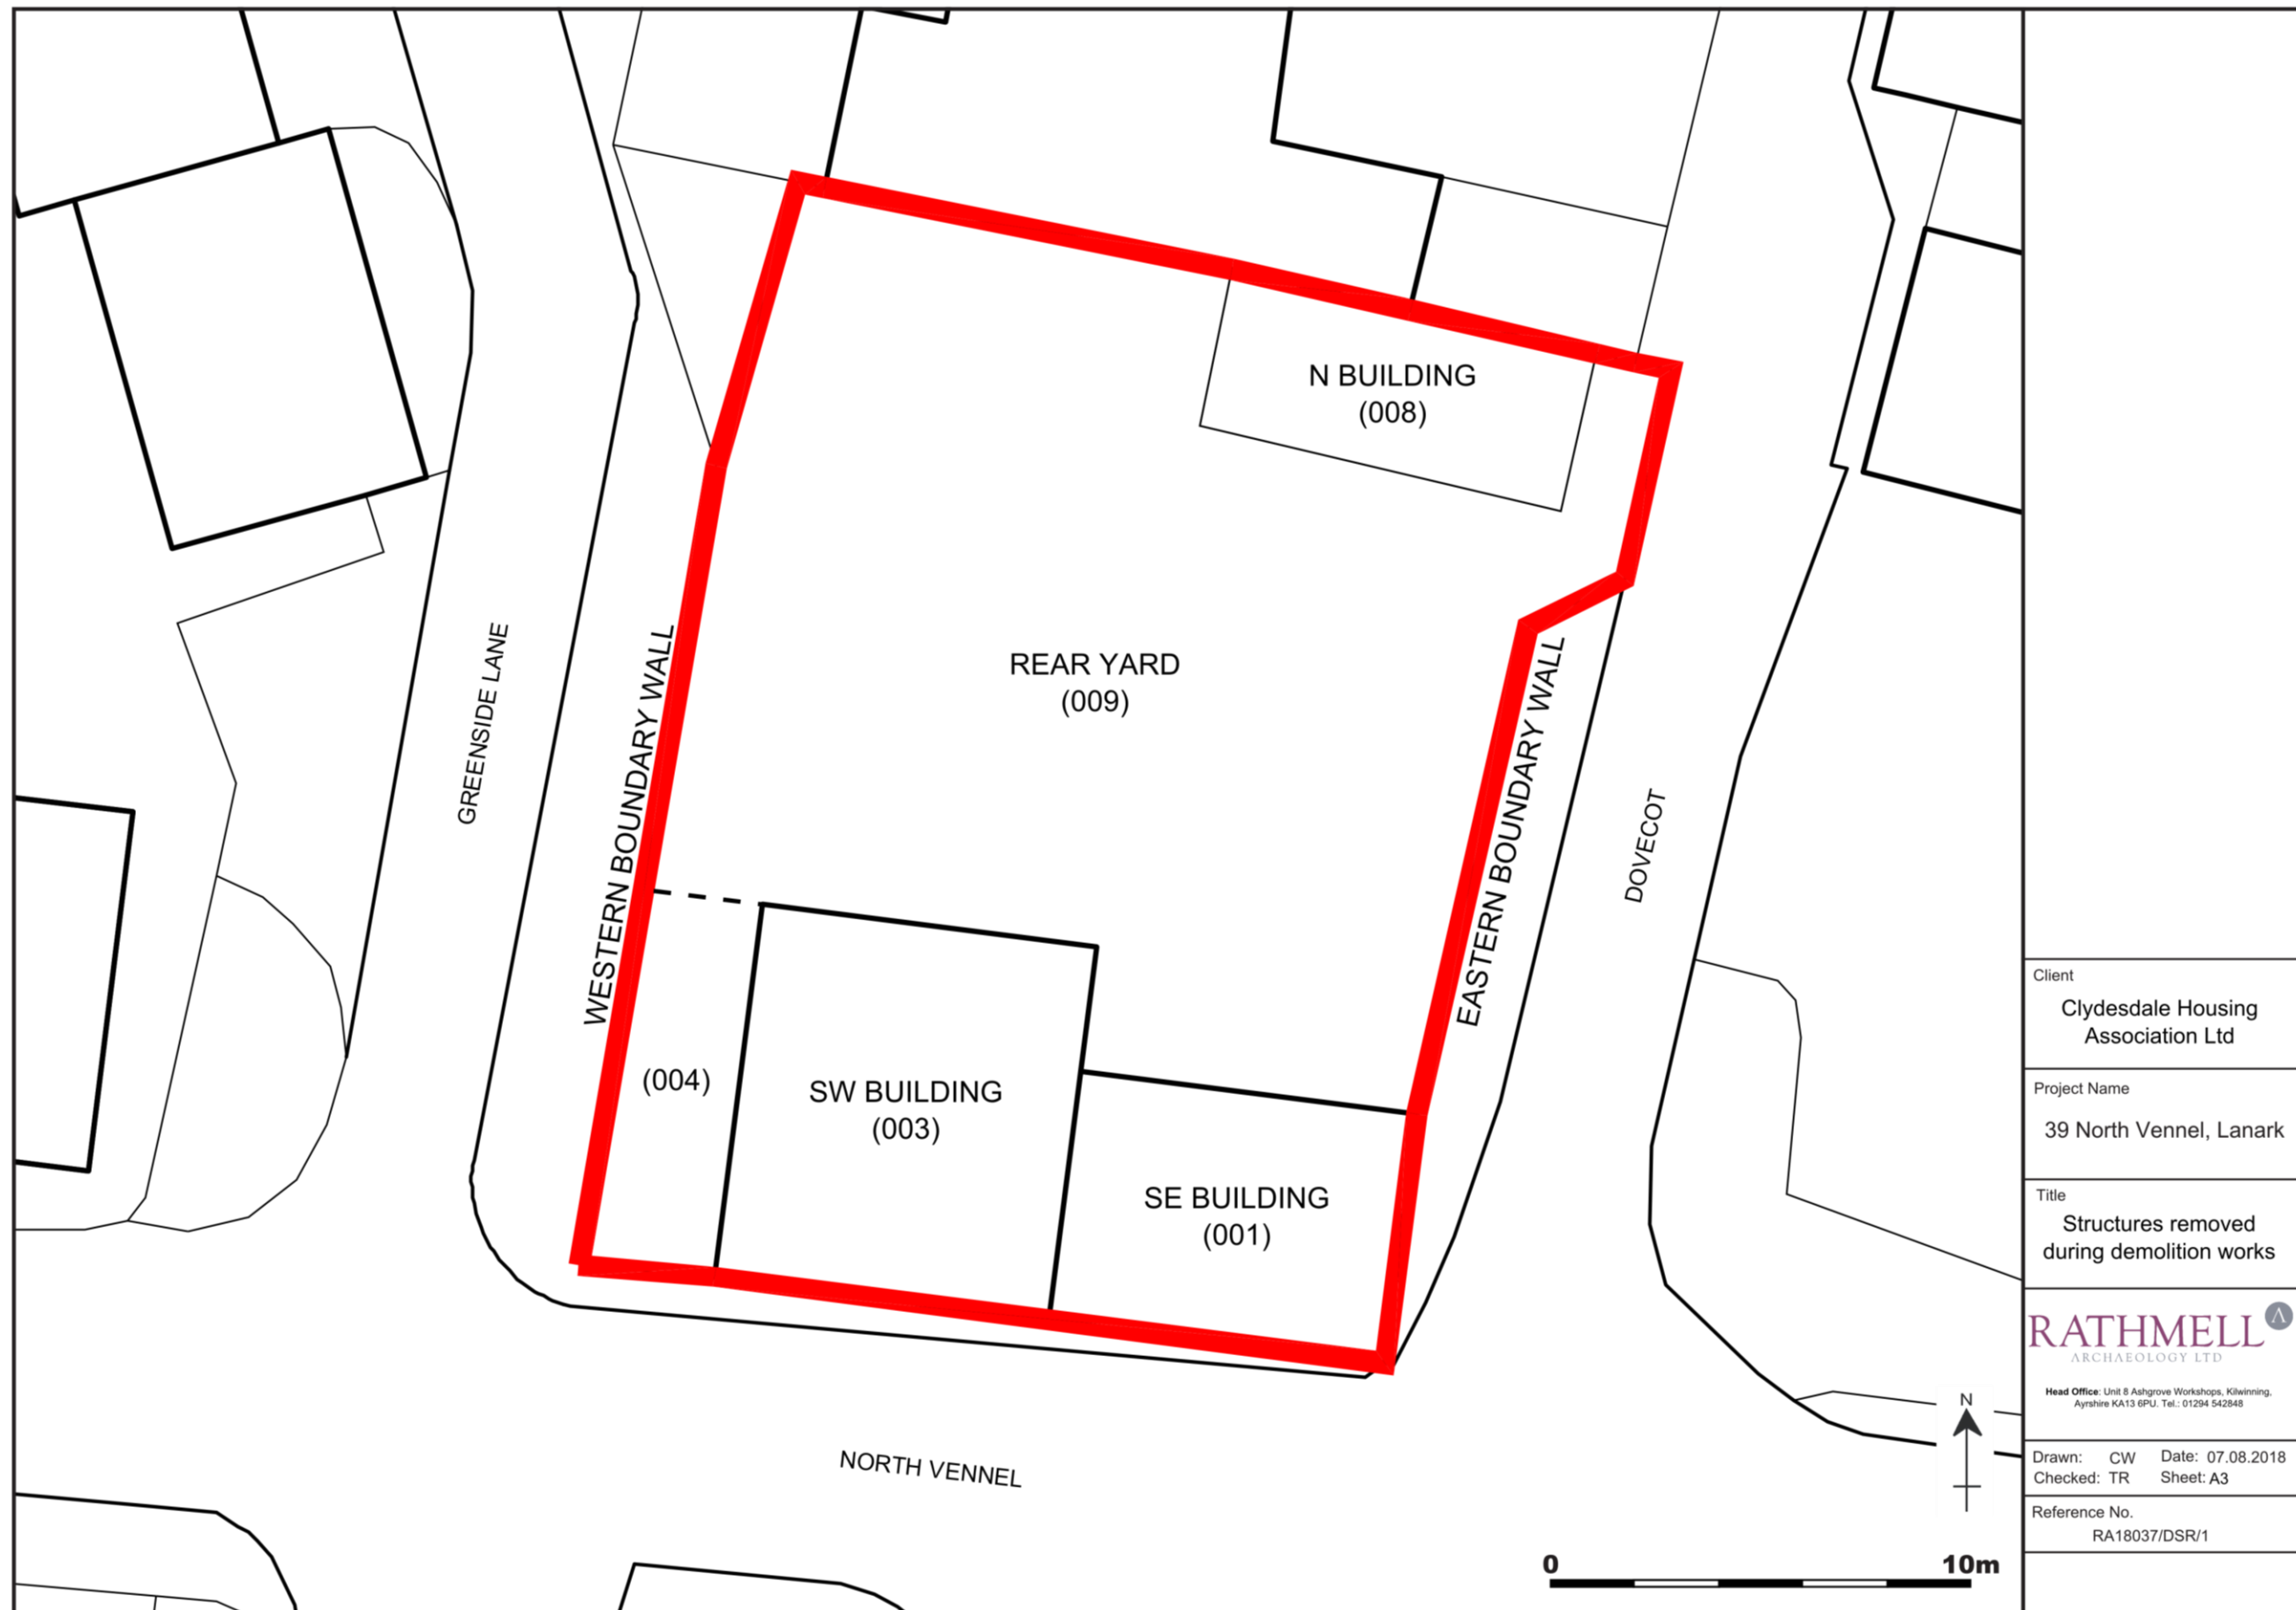 N BUILDING
(008)
REAR YARD
(009)
GREENSIDE LANE
WESTERN BOUNDARY WALL
EASTERN BOUNDARY WALL
DOVECOT
(004)
SW BUILDING
(003)
SE BUILDING
(001)
NORTH VENNEL
N
0 10m
Client
Clydesdale Housing
Association Ltd
Project Name
39 North Vennel, Lanark
Title
Structures removed
during demolition works
RATHMELL
ARCHAEOLOGY LTD
Head Office: Unit 8 Ashgrove Workshops, Kilwinning,
Ayrshire KA13 6PU. Tel.: 01294 542848
Drawn: CW Date: 07.08.2018
Checked: TR Sheet: A3
Reference No.
RA18037/DSR/1